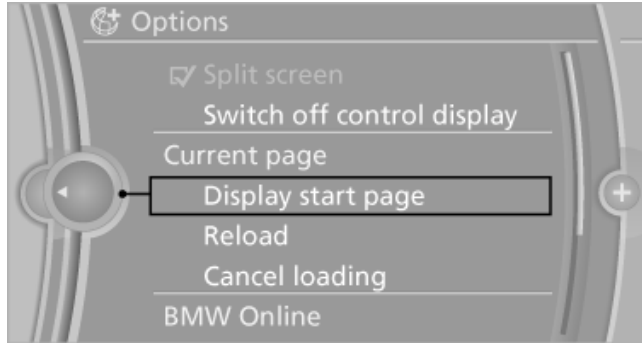 Options
Split screen
Switch off control display
Current page
Display start page
Reload
Cancel loading
BMW Online